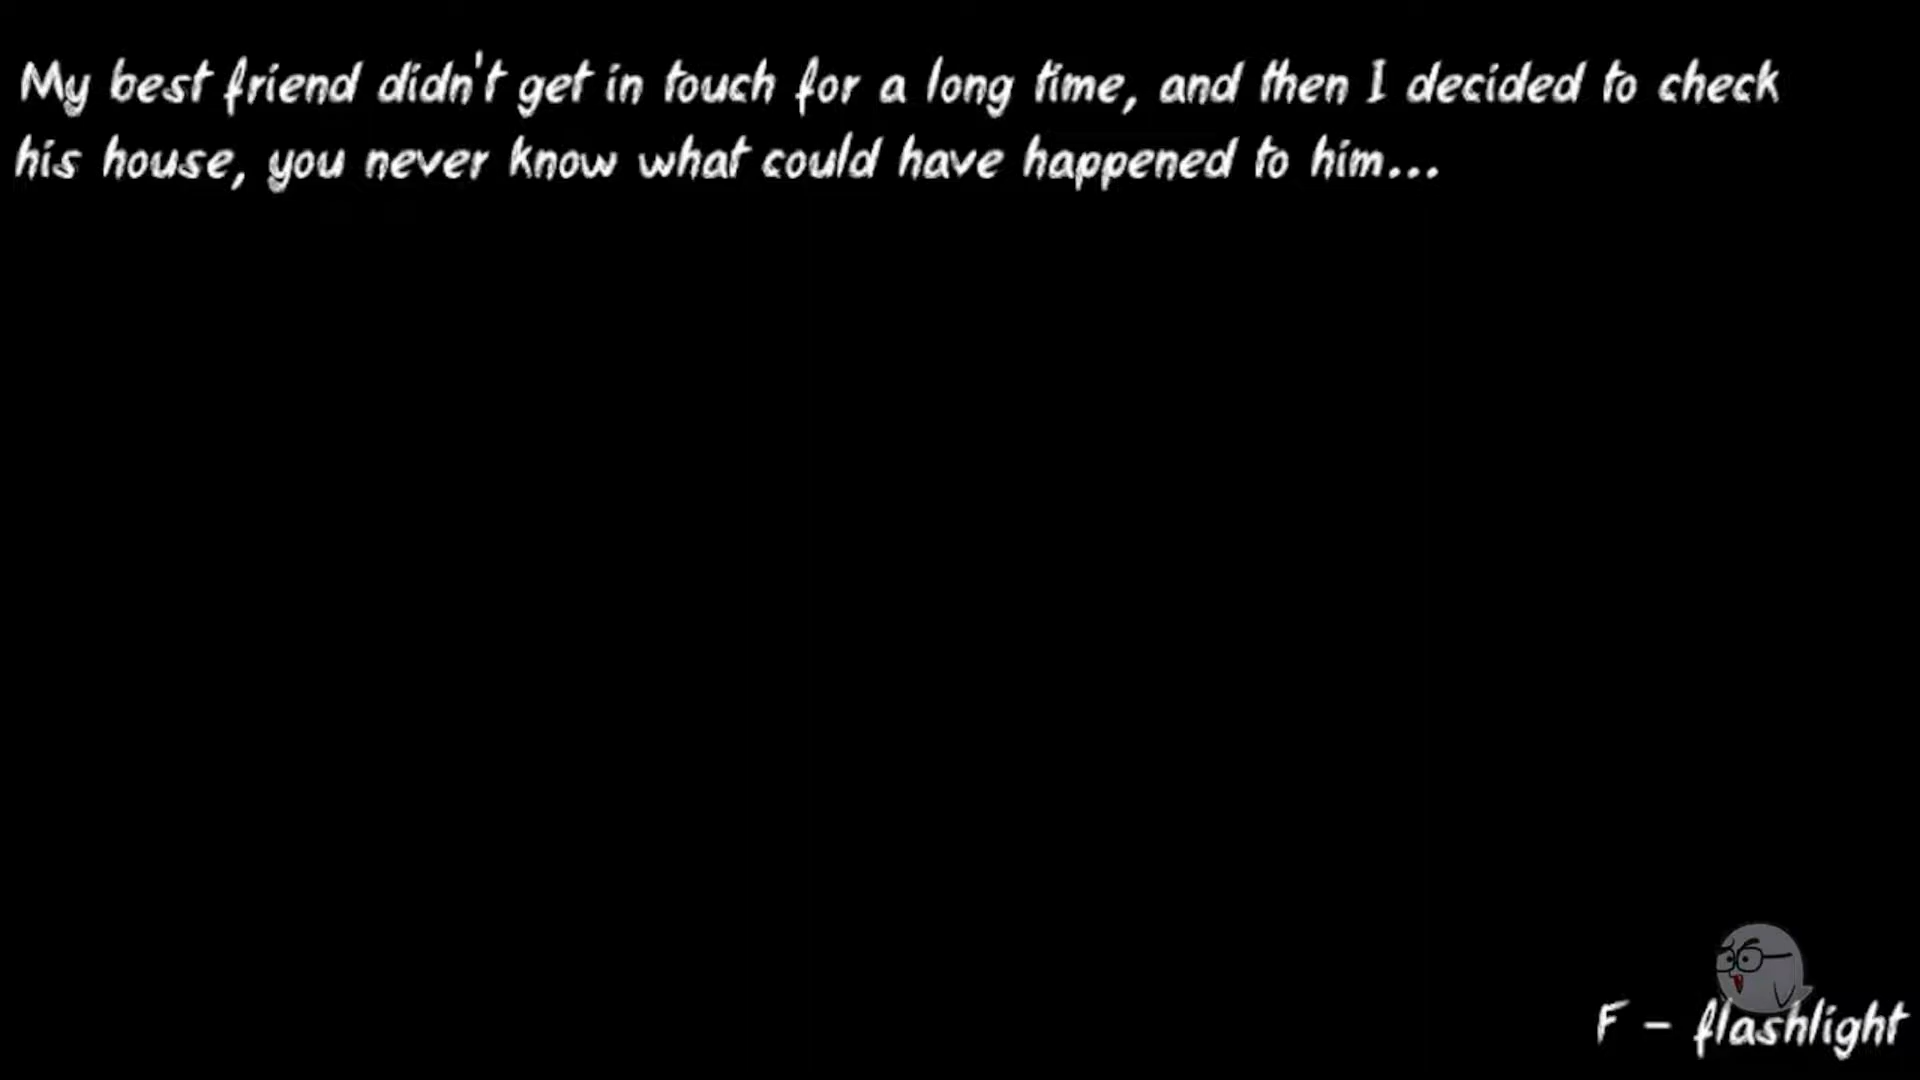 My best friend didn't get in touch for a long time, and then I decided to check
his house, you never know what could have happened to him...
F - flashlight